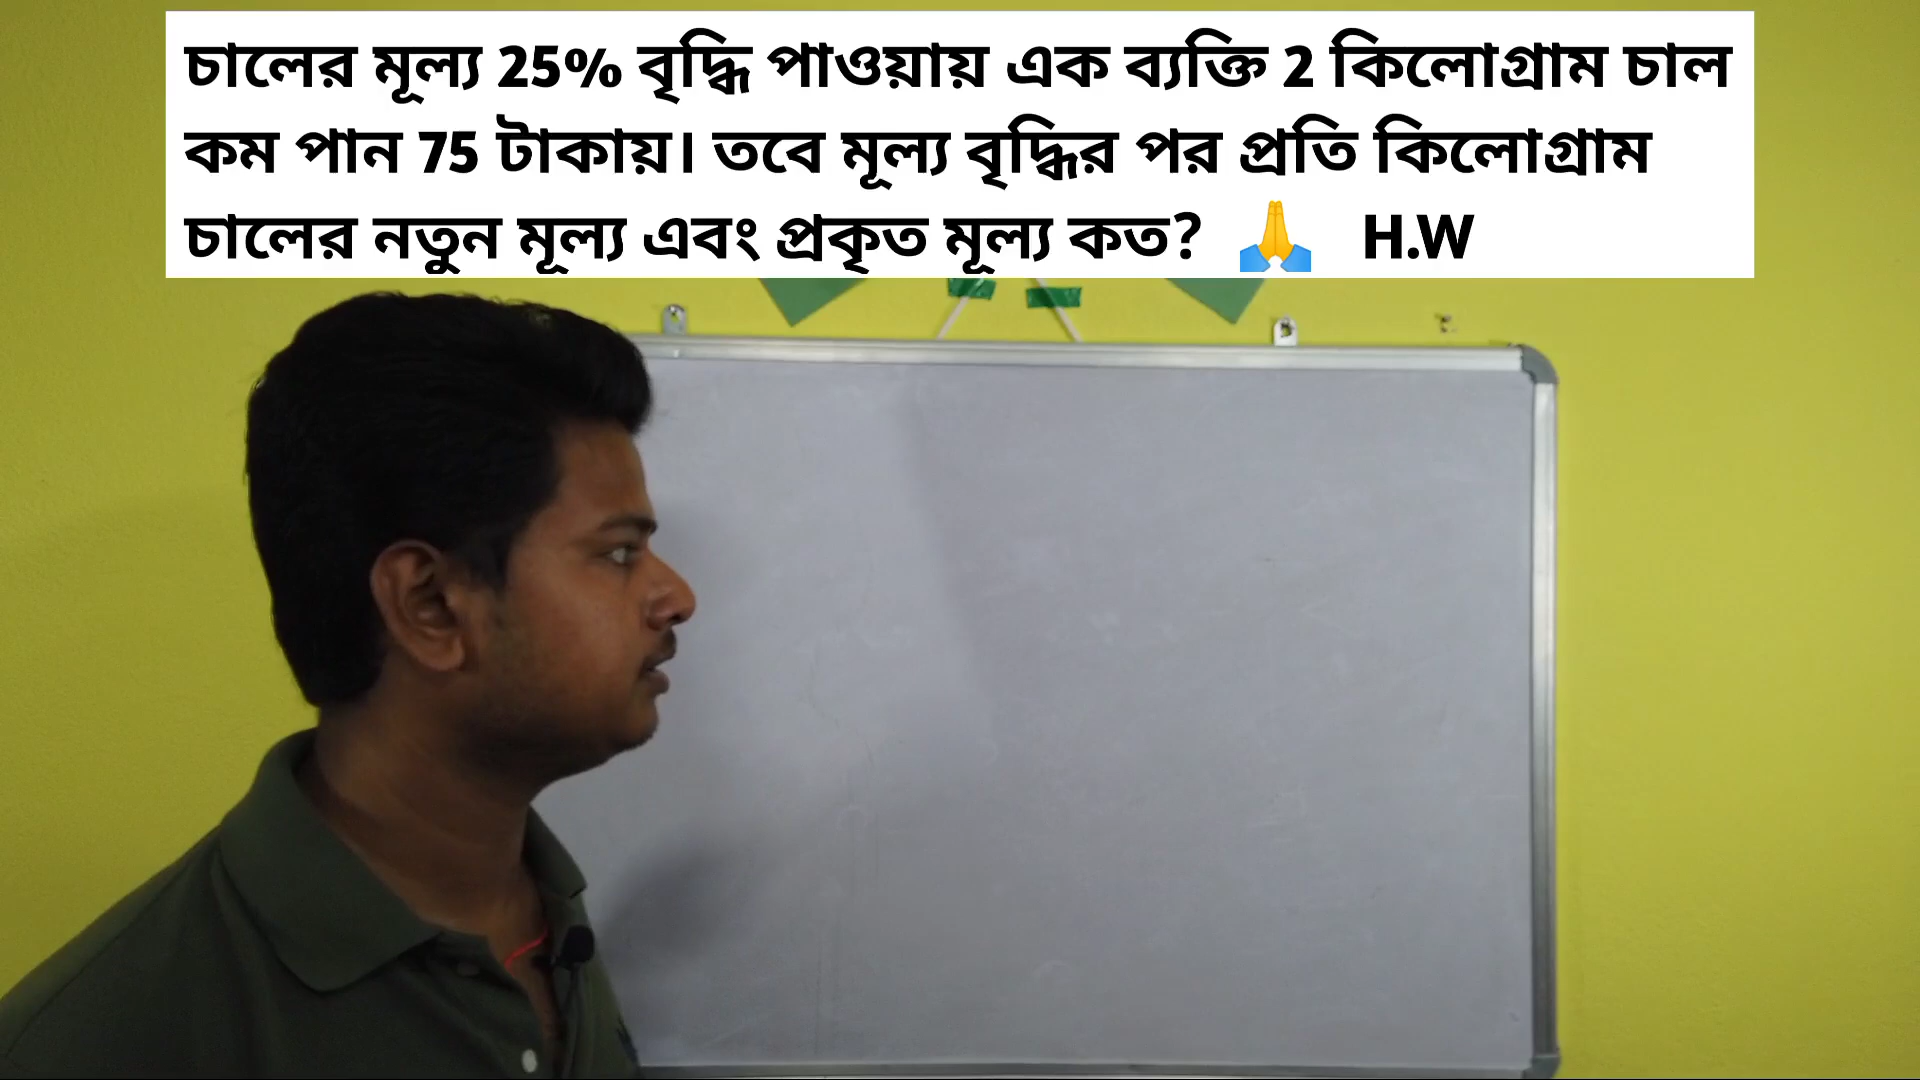 চালের মূল্য 25% বৃদ্ধি পাওয়ায় এক ব্যক্তি 2 কিলোগ্রাম চাল
কম পান 75 টাকায়। তবে মূল্য বৃদ্ধির পর প্রতি কিলোগ্রাম
চালের নতুন মূল্য এবং প্রকৃত মূল্য কত? 🙏 H.W